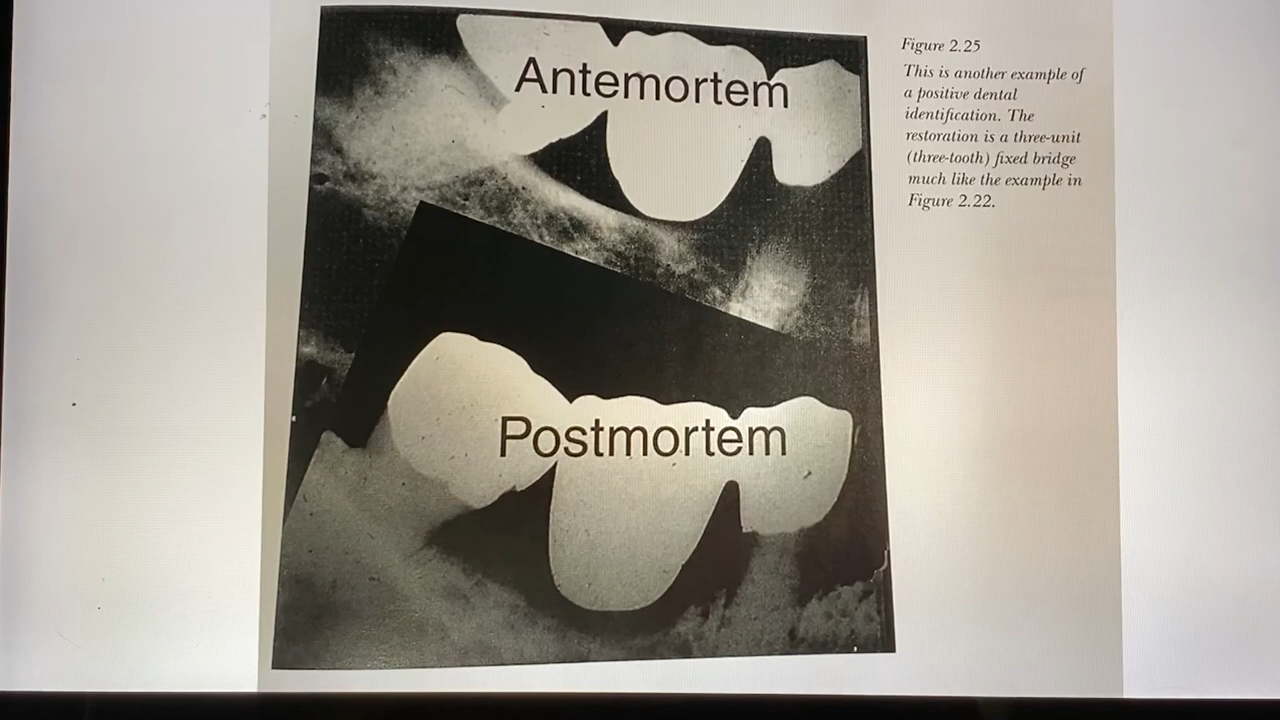 Antemortem
Postmortem
Figure 2.25
This is another example of
a positive dental
identification. The
restoration is a three-unit
(three-tooth) fixed bridge
much like the example in
Figure 2.22.